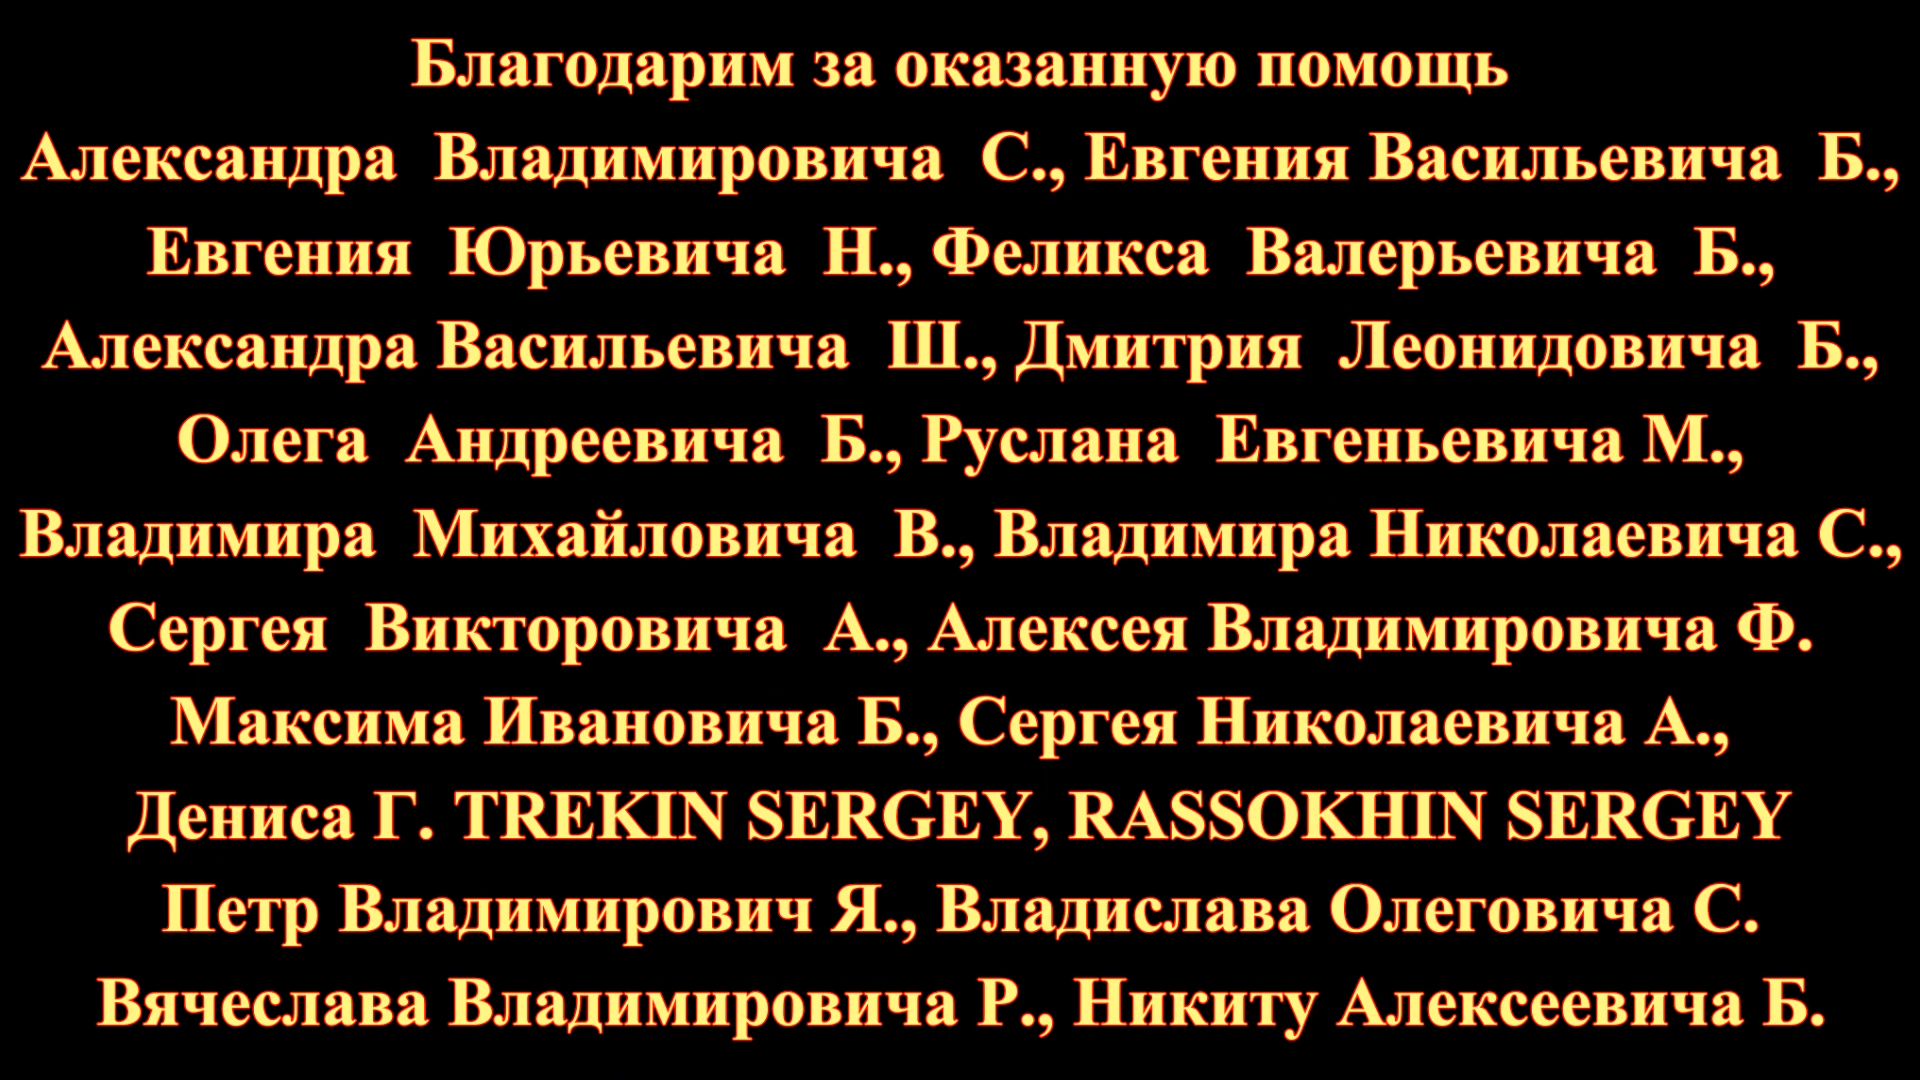 Благодарим за оказанную помощь
Александра Владимировича С., Евгения Васильевича Б.,
Евгения Юрьевича Н., Феликса Валерьевича Б.,
Александра Васильевича Ш., Дмитрия Леонидовича Б.,
Олега Андреевича Б., Руслана Евгеньевича М.,
Владимира Михайловича В., Владимира Николаевича С.,
Сергея Викторовича А., Алексея Владимировича Ф.
Максима Ивановича Б., Сергея Николаевича А.,
Дениса Г. TREKIN SERGEY, RASSOKHIN SERGEY
Петр Владимирович Я., Владислава Олеговича С.
Вячеслава Владимировича Р., Никиту Алексеевича Б.